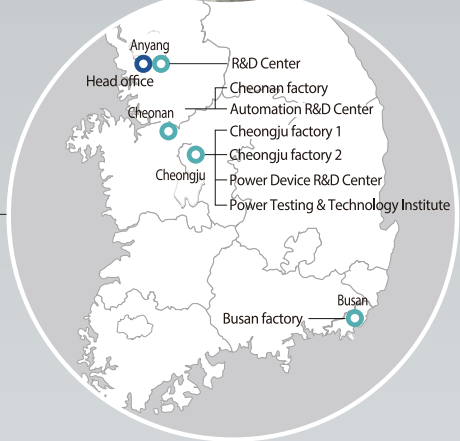 Anyang
R&D Center
Head office
Cheonan factory
Cheonan
Automation R&D Center
Cheongju factory 1
Cheongju factory 2
Cheongju
Power Device R&D Center
Power Testing & Technology Institute
Busan
Busan factory